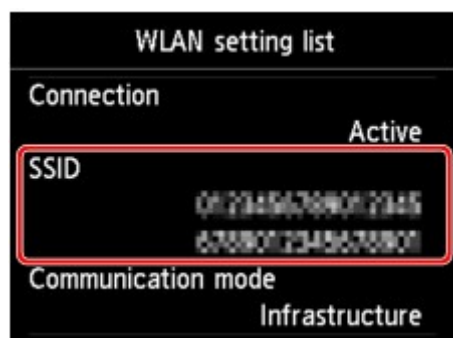 WLAN setting list
Connection
Active
SSID
Communication mode
Infrastructure